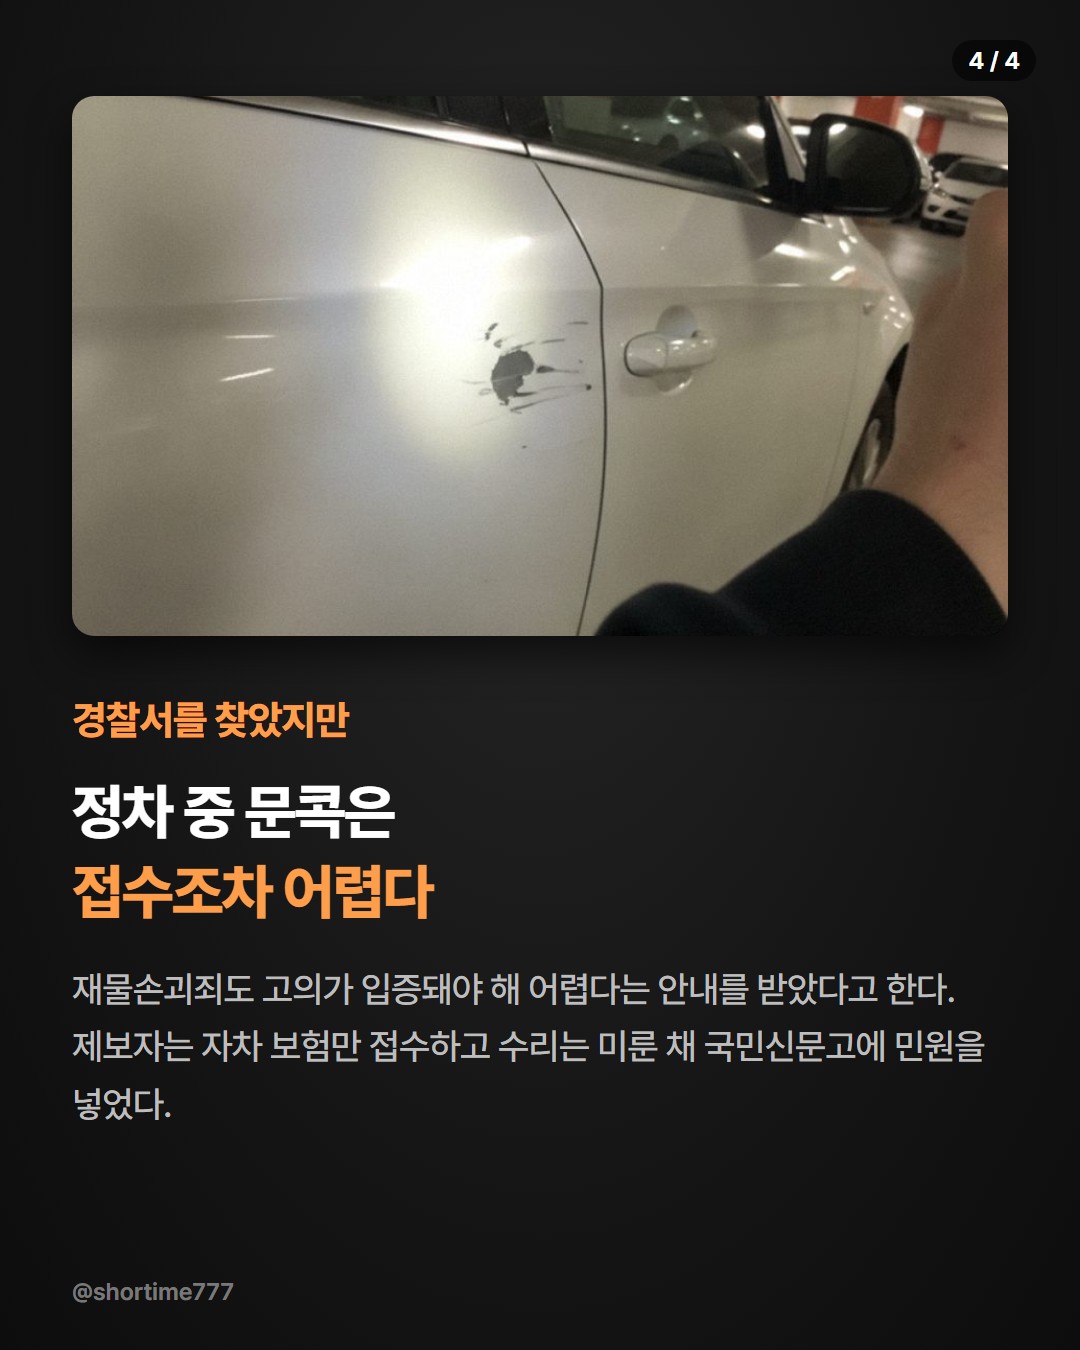 4 / 4
경찰서를 찾았지만
정차 중 문콕은
접수조차 어렵다
재물손괴죄도 고의가 입증돼야 해 어렵다는 안내를 받았다고 한다.
제보자는 자차 보험만 접수하고 수리는 미룬 채 국민신문고에 민원을
넣었다.
@shortime777